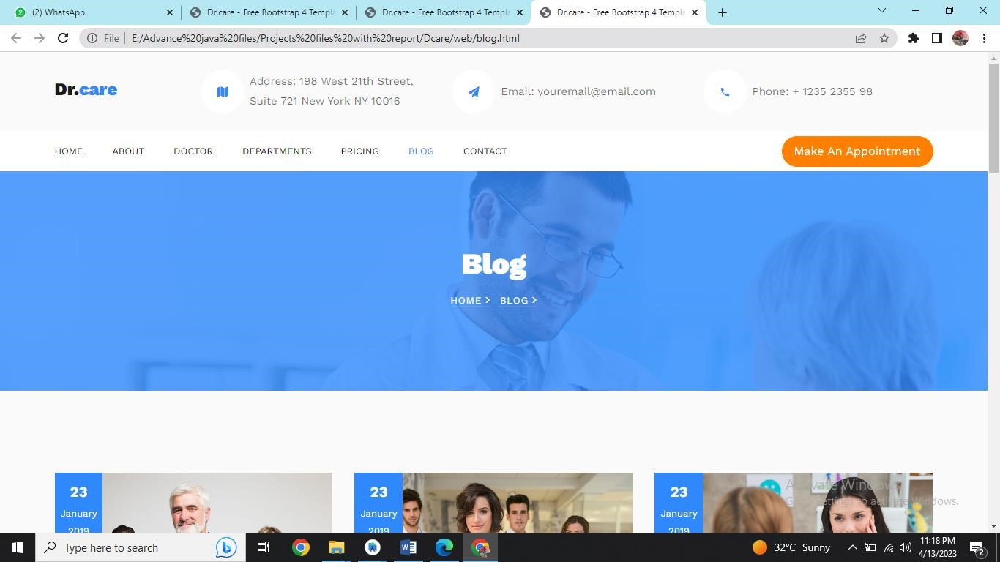 (2) WhatsApp
Dr.care - Free Bootstrap 4 Templa
Dr.care - Free Bootstrap 4 Templa
Dr.care - Free Bootstrap 4 Templa
File
E:/Advance%20java%20files/Projects%20files%20with%20report/Dcare/web/blog.html
Dr.care
Address: 198 West 21th Street,
Suite 721 New York NY 10016
Email: youremail@email.com
Phone: + 1235 2355 98
HOME
ABOUT
DOCTOR
DEPARTMENTS
PRICING
BLOG
CONTACT
Make An Appointment
Blog
HOME >
BLOG >
23
January
2019
23
January
2019
23
January
2019
Activate Windows
Go to Settings to activate Windows.
Type here to search
32°C Sunny
11:18 PM
4/13/2023
2